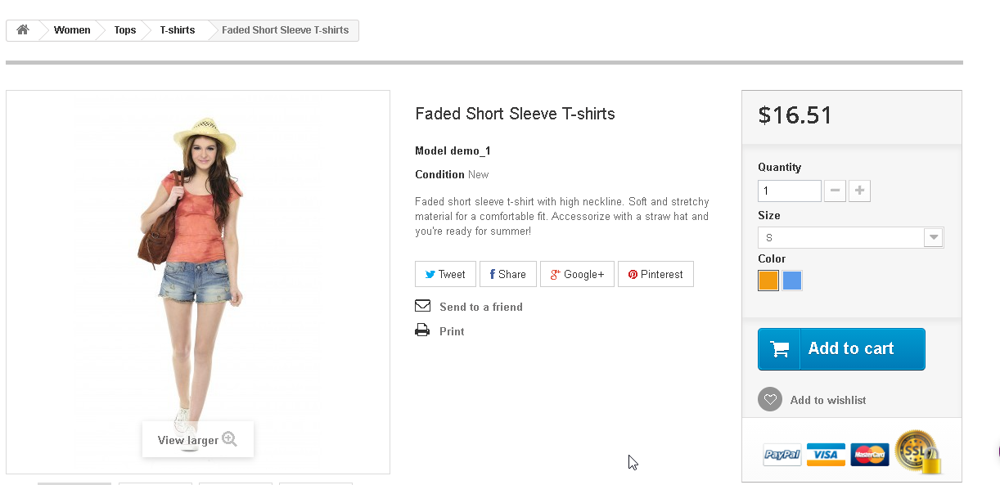 Women
Tops
T-shirts
Faded Short Sleeve T-shirts
View larger
Faded Short Sleeve T-shirts
Model demo_1
Condition New
Faded short sleeve t-shirt with high neckline. Soft and stretchy
material for a comfortable fit. Accessorize with a straw hat and
you're ready for summer!
Tweet
Share
Google+
Pinterest
Send to a friend
Print
$16.51
Quantity
1
Size
S
Color
Add to cart
Add to wishlist
PayPal
VISA
MasterCard
SSL